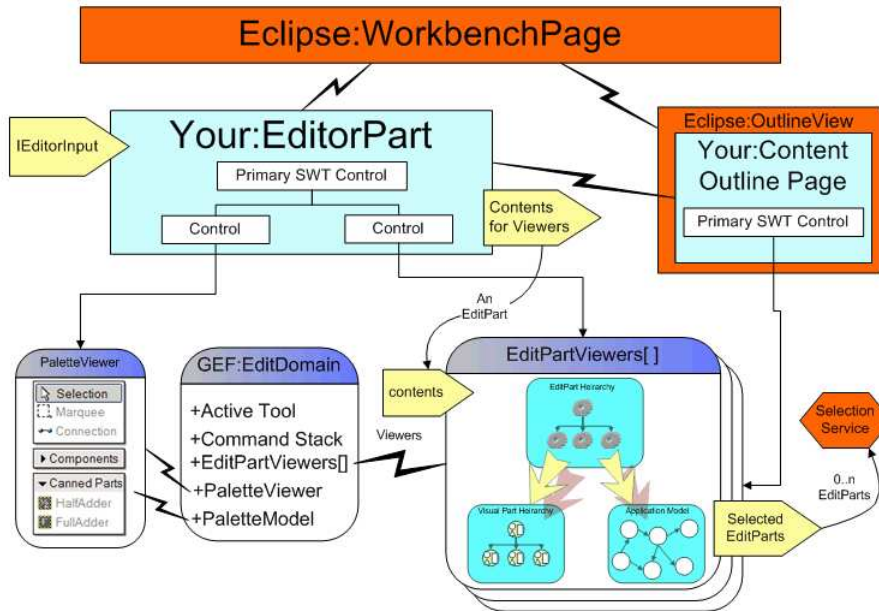 Eclipse:WorkbenchPage
IEditorInput
Your:EditorPart
Primary SWT Control
Control
Control
Contents
for Viewers
Eclipse:OutlineView
Your:Content
Outline Page
Primary SWT Control
An
EditPart
PaletteViewer
Selection
Marquee
Connection
Components
Canned Parts
HalfAdder
FullAdder
GEF:EditDomain
+Active Tool
+Command Stack
+EditPartViewers[]
+PaletteViewer
+PaletteModel
Viewers
contents
EditPartViewers[ ]
EditPart Heirarchy
Visual Part Heirarchy
Application Model
Selected
EditParts
0..n
EditParts
Selection
Service